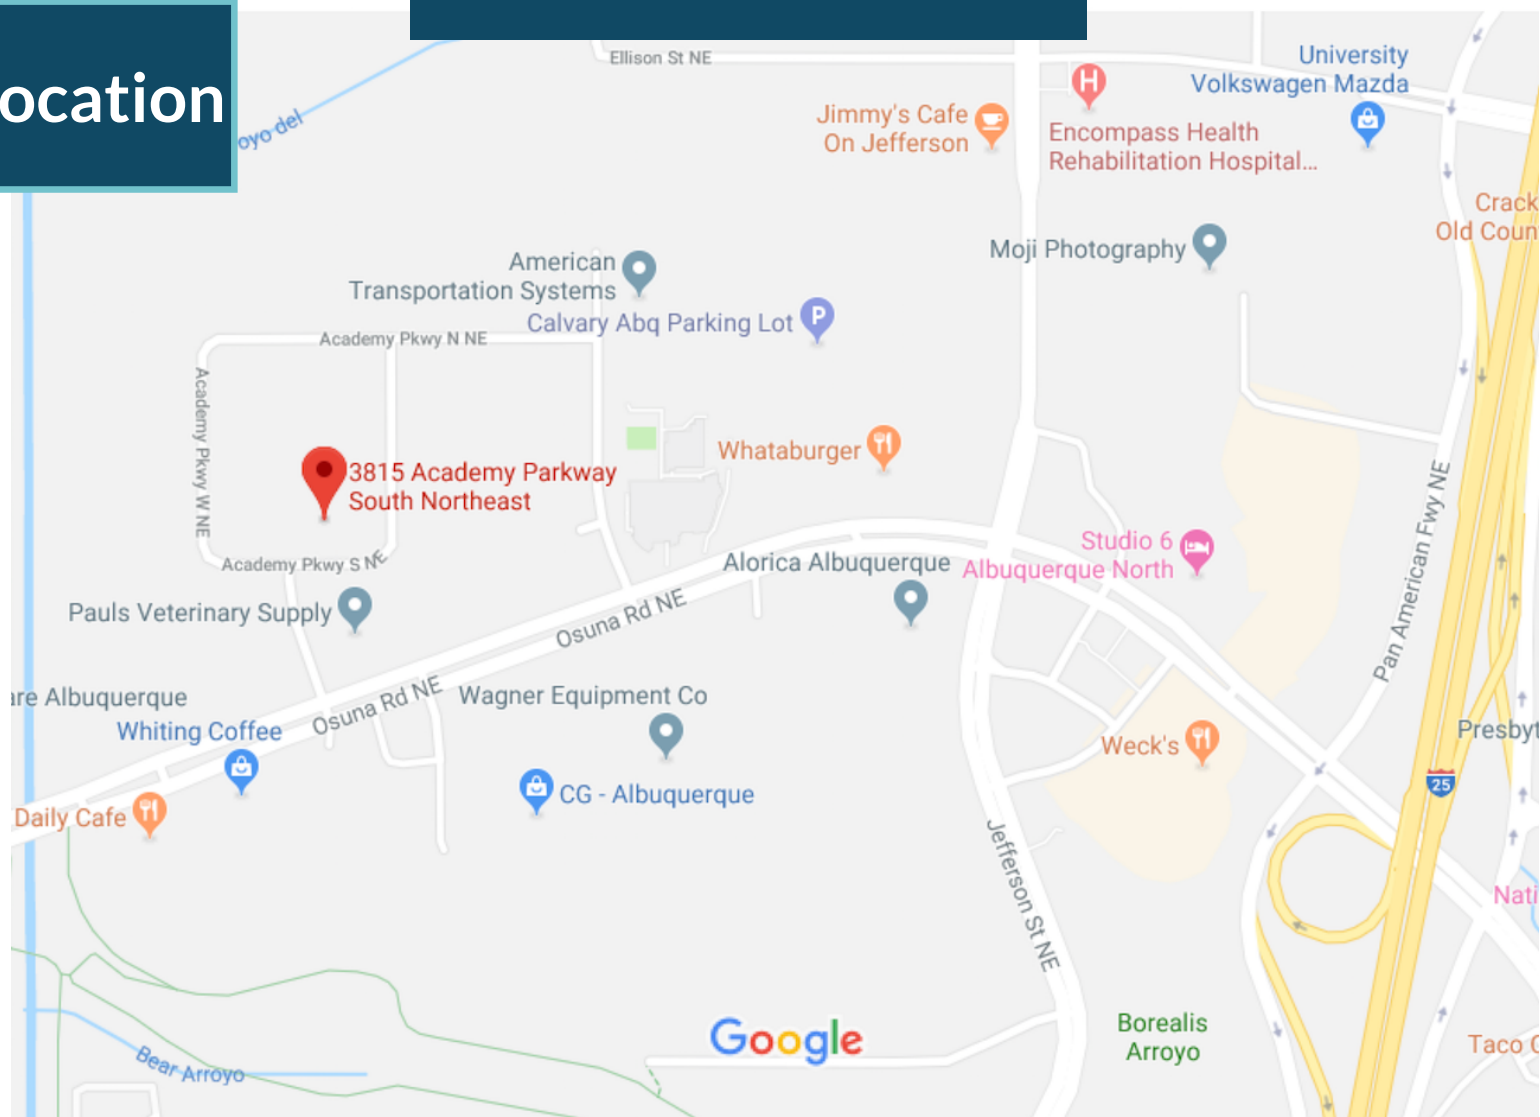 ocation
oyo del
Ellison St NE
University
Volkswagen Mazda
Jimmy's Cafe
On Jefferson
H
Encompass Health
Rehabilitation Hospital...
Crack
Old Coun
Moji Photography
American
Transportation Systems
Calvary Abq Parking Lot
P
Academy Pkwy N NE
Academy Pkwy W NE
Whataburger
3815 Academy Parkway
South Northeast
Academy Pkwy S NE
Alorica Albuquerque
Studio 6
Albuquerque North
Pan American Fwy NE
Pauls Veterinary Supply
Osuna Rd NE
Osuna Rd NE
are Albuquerque
Whiting Coffee
Wagner Equipment Co
Weck's
Presbyt
25
Daily Cafe
CG - Albuquerque
Jefferson St NE
Nati
Google
Borealis
Arroyo
Bear Arroyo
Taco C